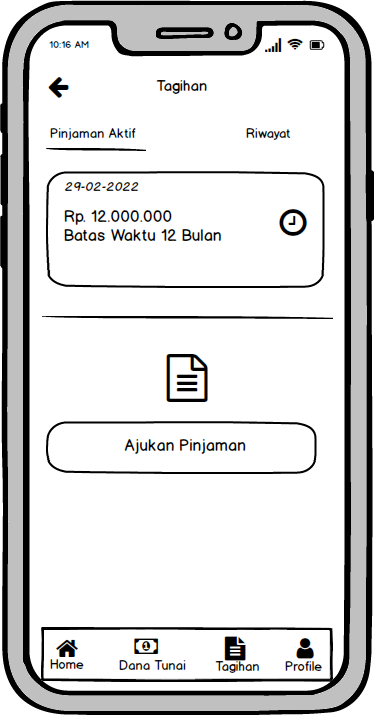 10:16 AM
Tagihan
Pinjaman Aktif
Riwayat
29-02-2022
Rp. 12.000.000
Batas Waktu 12 Bulan
Ajukan Pinjaman
1
Home
Dana Tunai
Tagihan
Profile